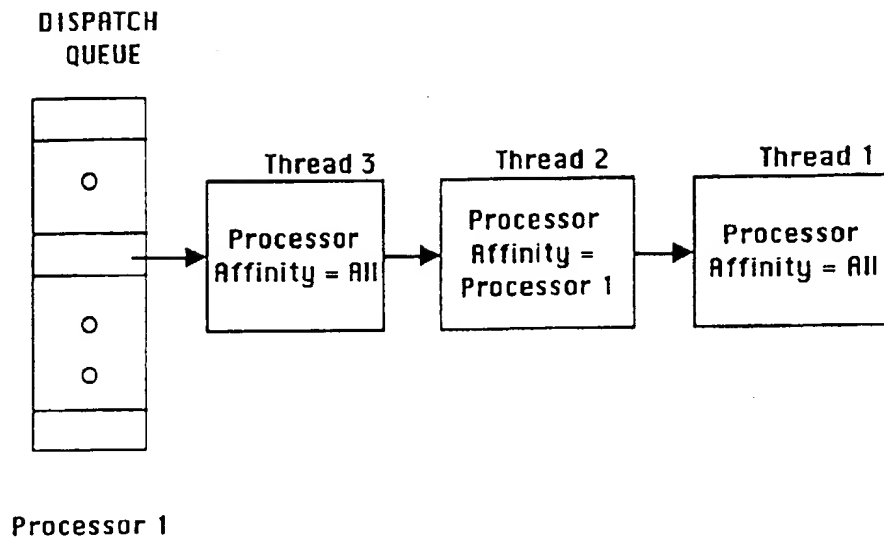 DISPATCH
QUEUE
Thread 3
Thread 2
Thread 1
Processor
Affinity = All
Processor
Affinity =
Processor 1
Processor
Affinity = All
Processor 1